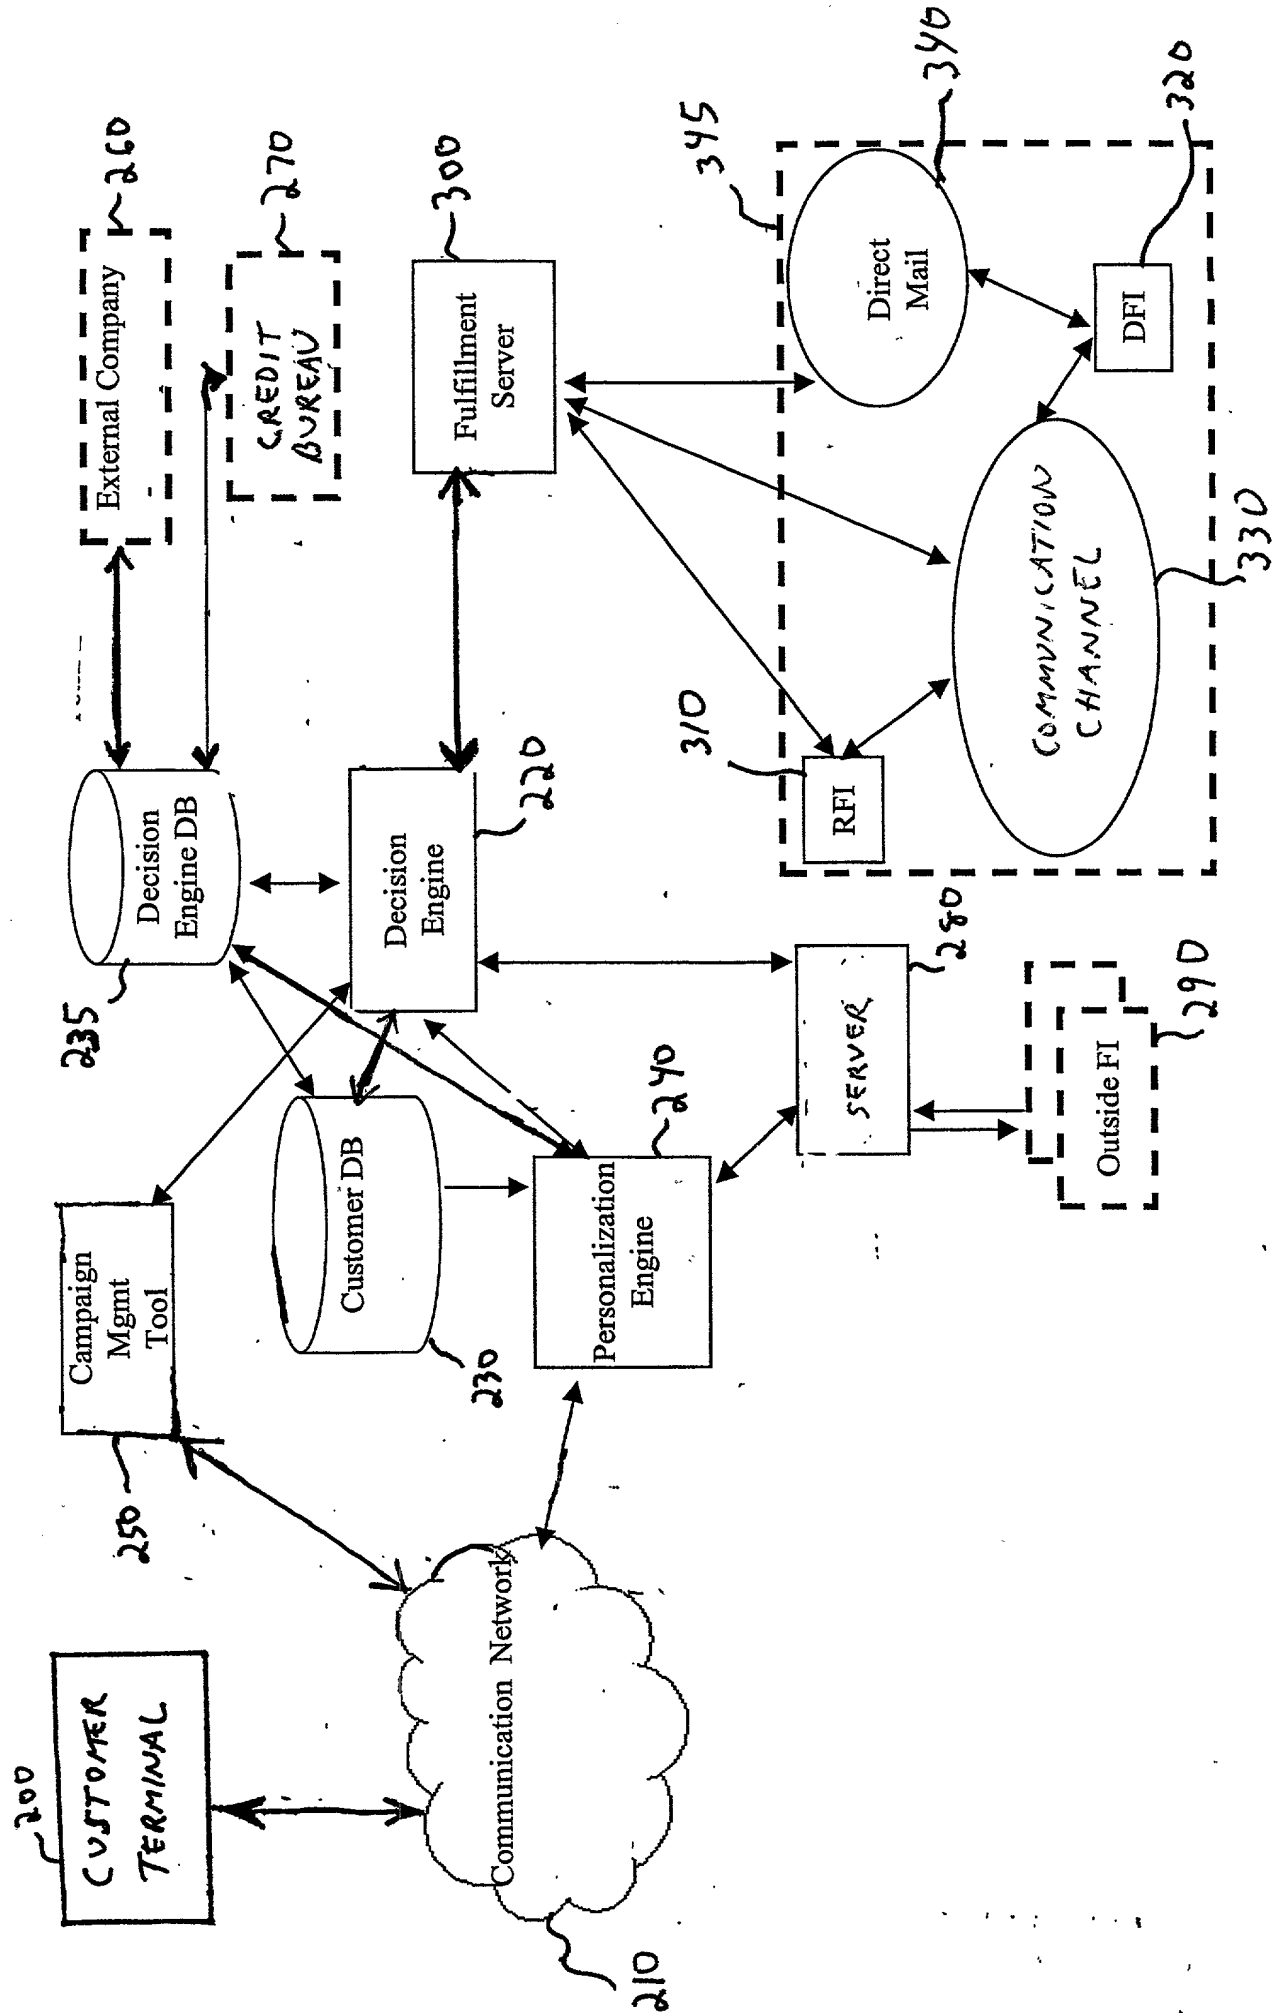 200
CUSTOMER
TERMINAL
210
Communication Network
250
Campaign
Mgmt
Tool
230
Customer DB
Personalization
Engine
240
235
Decision
Engine DB
Decision
Engine
220
SERVER
280
Outside FI
290
External Company
260
CREDIT
BUREAU
270
Fulfillment
Server
300
310
RFI
345
Direct
Mail
340
DFI
320
COMMUNICATION
CHANNEL
330